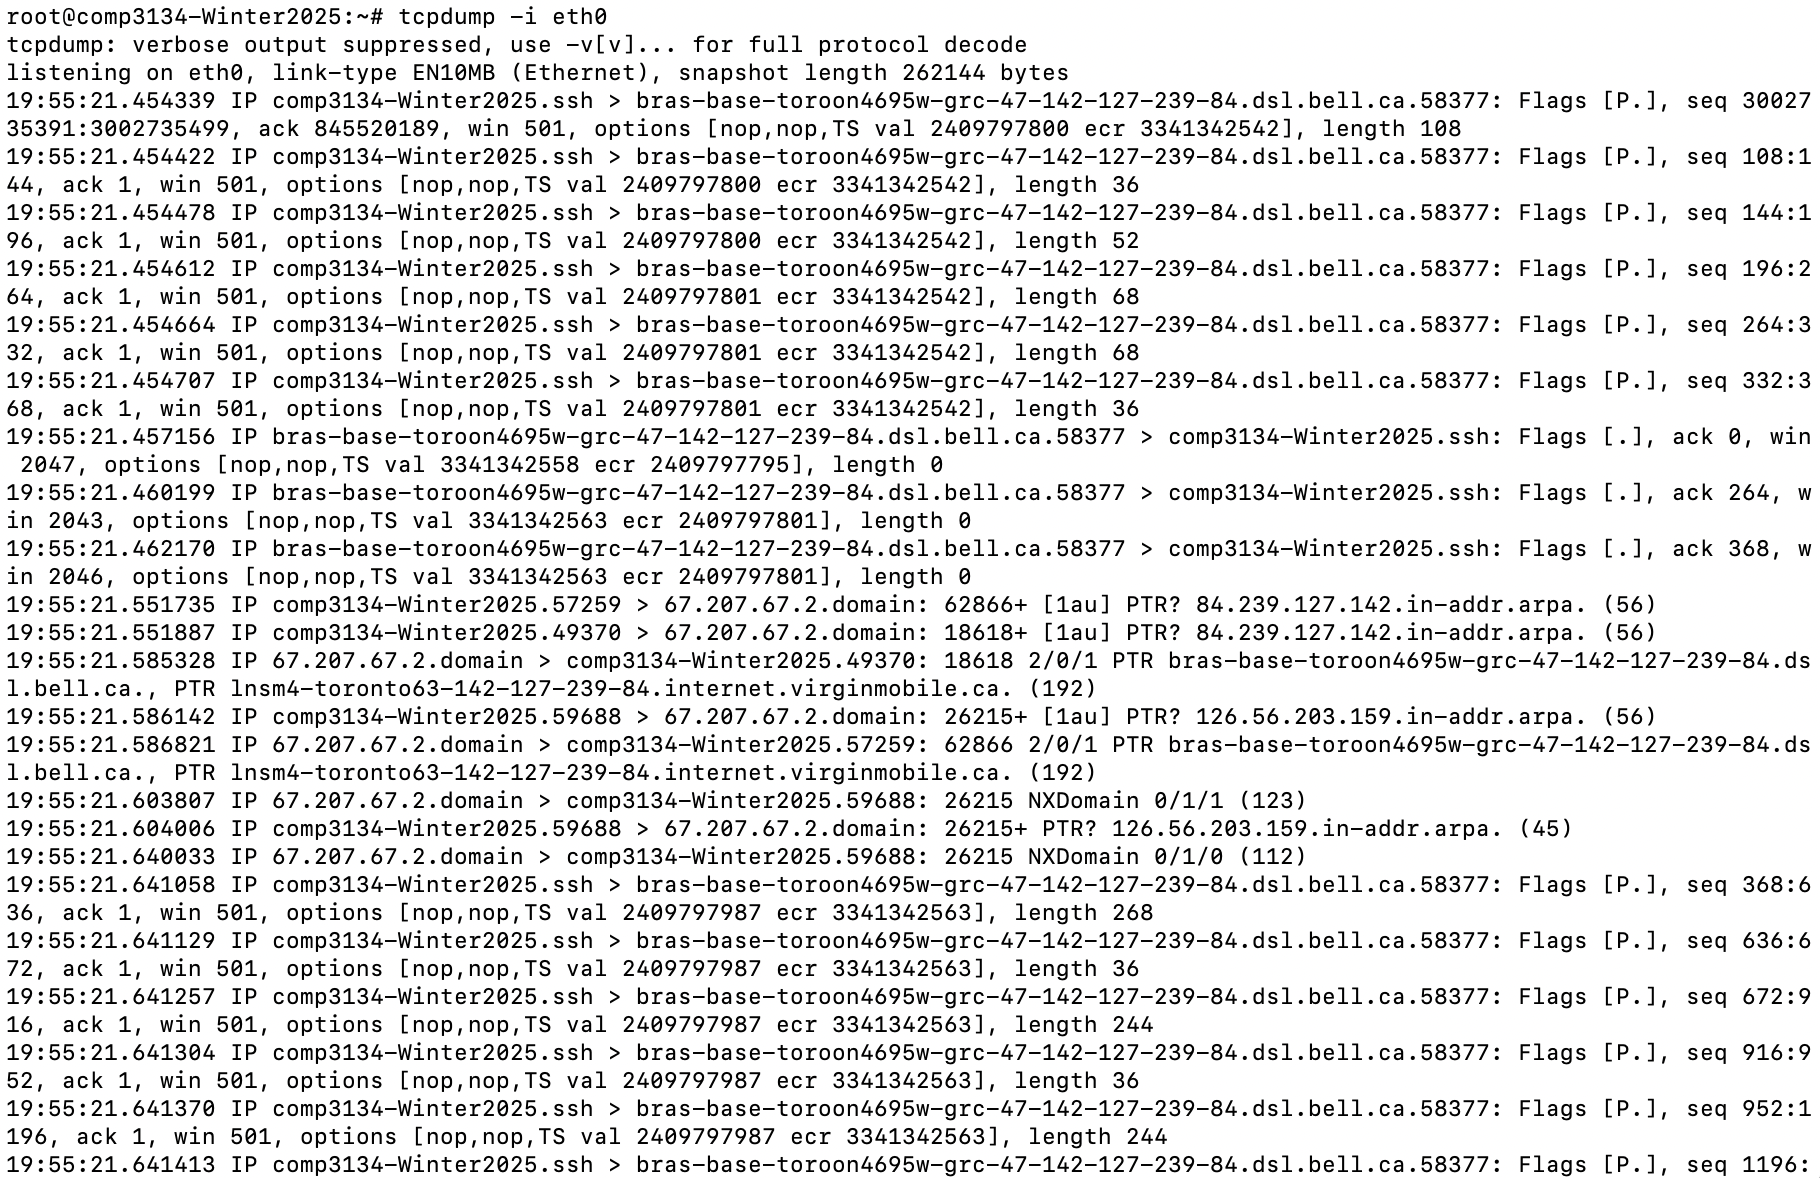 root@comp3134-Winter2025:~# tcpdump -i eth0
tcpdump: verbose output suppressed, use -v[v]... for full protocol decode
listening on eth0, link-type EN10MB (Ethernet), snapshot length 262144 bytes
19:55:21.454339 IP comp3134-Winter2025.ssh > bras-base-toroon4695w-grc-47-142-127-239-84.dsl.bell.ca.58377: Flags [P.], seq 30027
35391:3002735499, ack 845520189, win 501, options [nop,nop,TS val 2409797800 ecr 3341342542], length 108
19:55:21.454422 IP comp3134-Winter2025.ssh > bras-base-toroon4695w-grc-47-142-127-239-84.dsl.bell.ca.58377: Flags [P.], seq 108:1
44, ack 1, win 501, options [nop,nop,TS val 2409797800 ecr 3341342542], length 36
19:55:21.454478 IP comp3134-Winter2025.ssh > bras-base-toroon4695w-grc-47-142-127-239-84.dsl.bell.ca.58377: Flags [P.], seq 144:1
96, ack 1, win 501, options [nop,nop,TS val 2409797800 ecr 3341342542], length 52
19:55:21.454612 IP comp3134-Winter2025.ssh > bras-base-toroon4695w-grc-47-142-127-239-84.dsl.bell.ca.58377: Flags [P.], seq 196:2
64, ack 1, win 501, options [nop,nop,TS val 2409797801 ecr 3341342542], length 68
19:55:21.454664 IP comp3134-Winter2025.ssh > bras-base-toroon4695w-grc-47-142-127-239-84.dsl.bell.ca.58377: Flags [P.], seq 264:3
32, ack 1, win 501, options [nop,nop,TS val 2409797801 ecr 3341342542], length 68
19:55:21.454707 IP comp3134-Winter2025.ssh > bras-base-toroon4695w-grc-47-142-127-239-84.dsl.bell.ca.58377: Flags [P.], seq 332:3
68, ack 1, win 501, options [nop,nop,TS val 2409797801 ecr 3341342542], length 36
19:55:21.457156 IP bras-base-toroon4695w-grc-47-142-127-239-84.dsl.bell.ca.58377 > comp3134-Winter2025.ssh: Flags [.], ack 0, win
 2047, options [nop,nop,TS val 3341342558 ecr 2409797795], length 0
19:55:21.460199 IP bras-base-toroon4695w-grc-47-142-127-239-84.dsl.bell.ca.58377 > comp3134-Winter2025.ssh: Flags [.], ack 264, w
in 2043, options [nop,nop,TS val 3341342563 ecr 2409797801], length 0
19:55:21.462170 IP bras-base-toroon4695w-grc-47-142-127-239-84.dsl.bell.ca.58377 > comp3134-Winter2025.ssh: Flags [.], ack 368, w
in 2046, options [nop,nop,TS val 3341342563 ecr 2409797801], length 0
19:55:21.551735 IP comp3134-Winter2025.57259 > 67.207.67.2.domain: 62866+ [1au] PTR? 84.239.127.142.in-addr.arpa. (56)
19:55:21.551887 IP comp3134-Winter2025.49370 > 67.207.67.2.domain: 18618+ [1au] PTR? 84.239.127.142.in-addr.arpa. (56)
19:55:21.585328 IP 67.207.67.2.domain > comp3134-Winter2025.49370: 18618 2/0/1 PTR bras-base-toroon4695w-grc-47-142-127-239-84.ds
l.bell.ca., PTR lnsm4-toronto63-142-127-239-84.internet.virginmobile.ca. (192)
19:55:21.586142 IP comp3134-Winter2025.59688 > 67.207.67.2.domain: 26215+ [1au] PTR? 126.56.203.159.in-addr.arpa. (56)
19:55:21.586821 IP 67.207.67.2.domain > comp3134-Winter2025.57259: 62866 2/0/1 PTR bras-base-toroon4695w-grc-47-142-127-239-84.ds
l.bell.ca., PTR lnsm4-toronto63-142-127-239-84.internet.virginmobile.ca. (192)
19:55:21.603807 IP 67.207.67.2.domain > comp3134-Winter2025.59688: 26215 NXDomain 0/1/1 (123)
19:55:21.604006 IP comp3134-Winter2025.59688 > 67.207.67.2.domain: 26215+ PTR? 126.56.203.159.in-addr.arpa. (45)
19:55:21.640033 IP 67.207.67.2.domain > comp3134-Winter2025.59688: 26215 NXDomain 0/1/0 (112)
19:55:21.641058 IP comp3134-Winter2025.ssh > bras-base-toroon4695w-grc-47-142-127-239-84.dsl.bell.ca.58377: Flags [P.], seq 368:6
36, ack 1, win 501, options [nop,nop,TS val 2409797987 ecr 3341342563], length 268
19:55:21.641129 IP comp3134-Winter2025.ssh > bras-base-toroon4695w-grc-47-142-127-239-84.dsl.bell.ca.58377: Flags [P.], seq 636:6
72, ack 1, win 501, options [nop,nop,TS val 2409797987 ecr 3341342563], length 36
19:55:21.641257 IP comp3134-Winter2025.ssh > bras-base-toroon4695w-grc-47-142-127-239-84.dsl.bell.ca.58377: Flags [P.], seq 672:9
16, ack 1, win 501, options [nop,nop,TS val 2409797987 ecr 3341342563], length 244
19:55:21.641304 IP comp3134-Winter2025.ssh > bras-base-toroon4695w-grc-47-142-127-239-84.dsl.bell.ca.58377: Flags [P.], seq 916:9
52, ack 1, win 501, options [nop,nop,TS val 2409797987 ecr 3341342563], length 36
19:55:21.641370 IP comp3134-Winter2025.ssh > bras-base-toroon4695w-grc-47-142-127-239-84.dsl.bell.ca.58377: Flags [P.], seq 952:1
196, ack 1, win 501, options [nop,nop,TS val 2409797987 ecr 3341342563], length 244
19:55:21.641413 IP comp3134-Winter2025.ssh > bras-base-toroon4695w-grc-47-142-127-239-84.dsl.bell.ca.58377: Flags [P.], seq 1196: